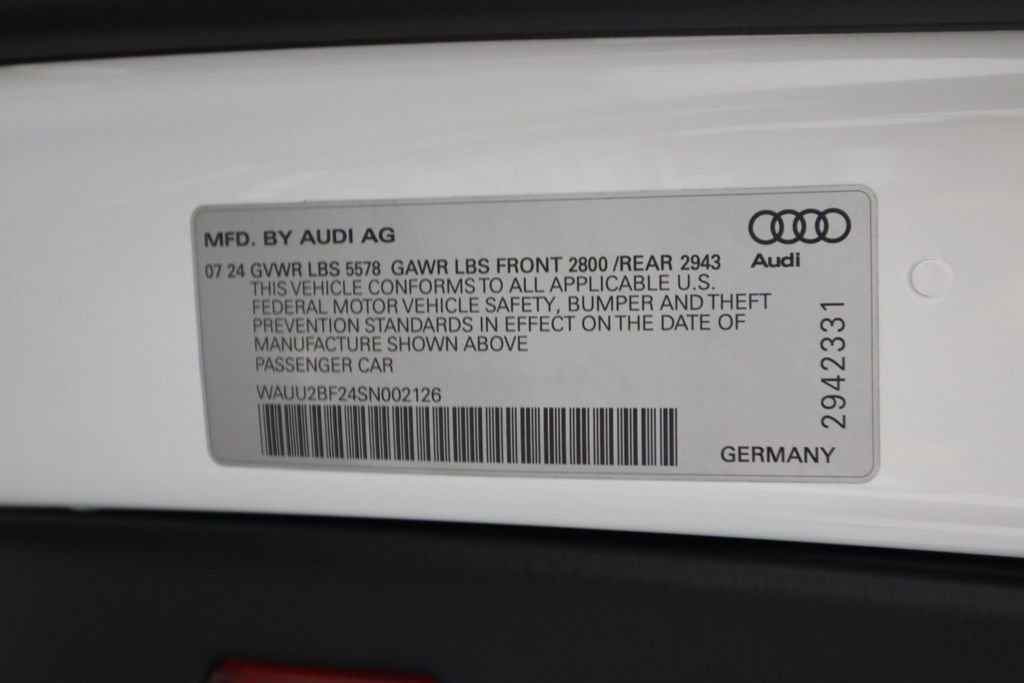 MFD. BY AUDI AG
Audi
07 24 GVWR LBS 5578 GAWR LBS FRONT 2800 /REAR 2943
THIS VEHICLE CONFORMS TO ALL APPLICABLE U.S.
FEDERAL MOTOR VEHICLE SAFETY, BUMPER AND THEFT
PREVENTION STANDARDS IN EFFECT ON THE DATE OF
MANUFACTURE SHOWN ABOVE
PASSENGER CAR
WAUU2BF24SN002126
2942331
GERMANY